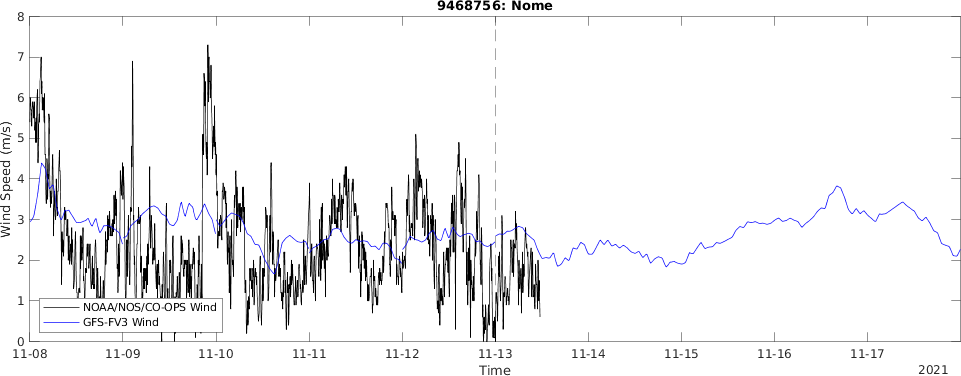 9468756: Nome
Wind Speed (m/s)
8
7
6
5
4
3
2
1
0
NOAA/NOS/CO-OPS Wind
GFS-FV3 Wind
11-08 11-09 11-10 11-11 11-12 11-13 11-14 11-15 11-16 11-17
Time
2021